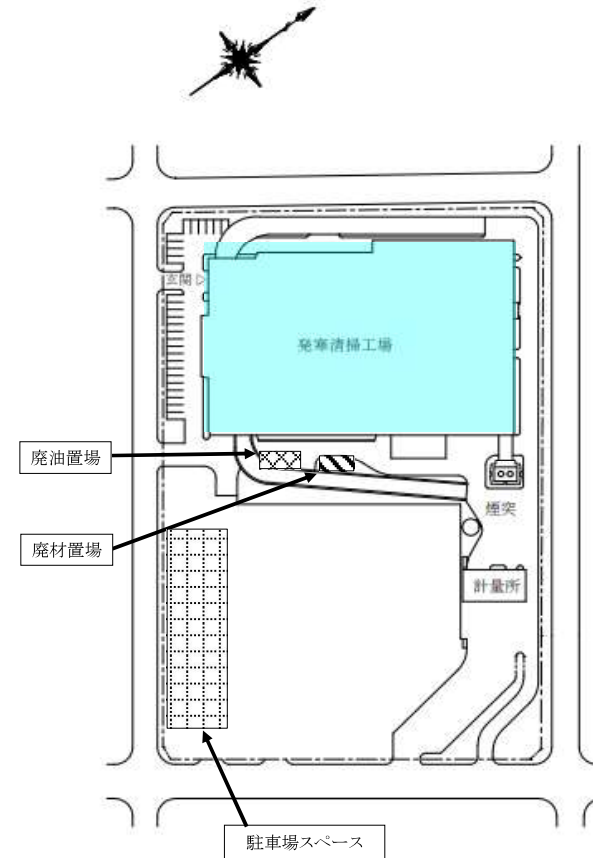 玄関
発寒清掃工場
廃油置場
煙突
廃材置場
計量所
駐車場スペース